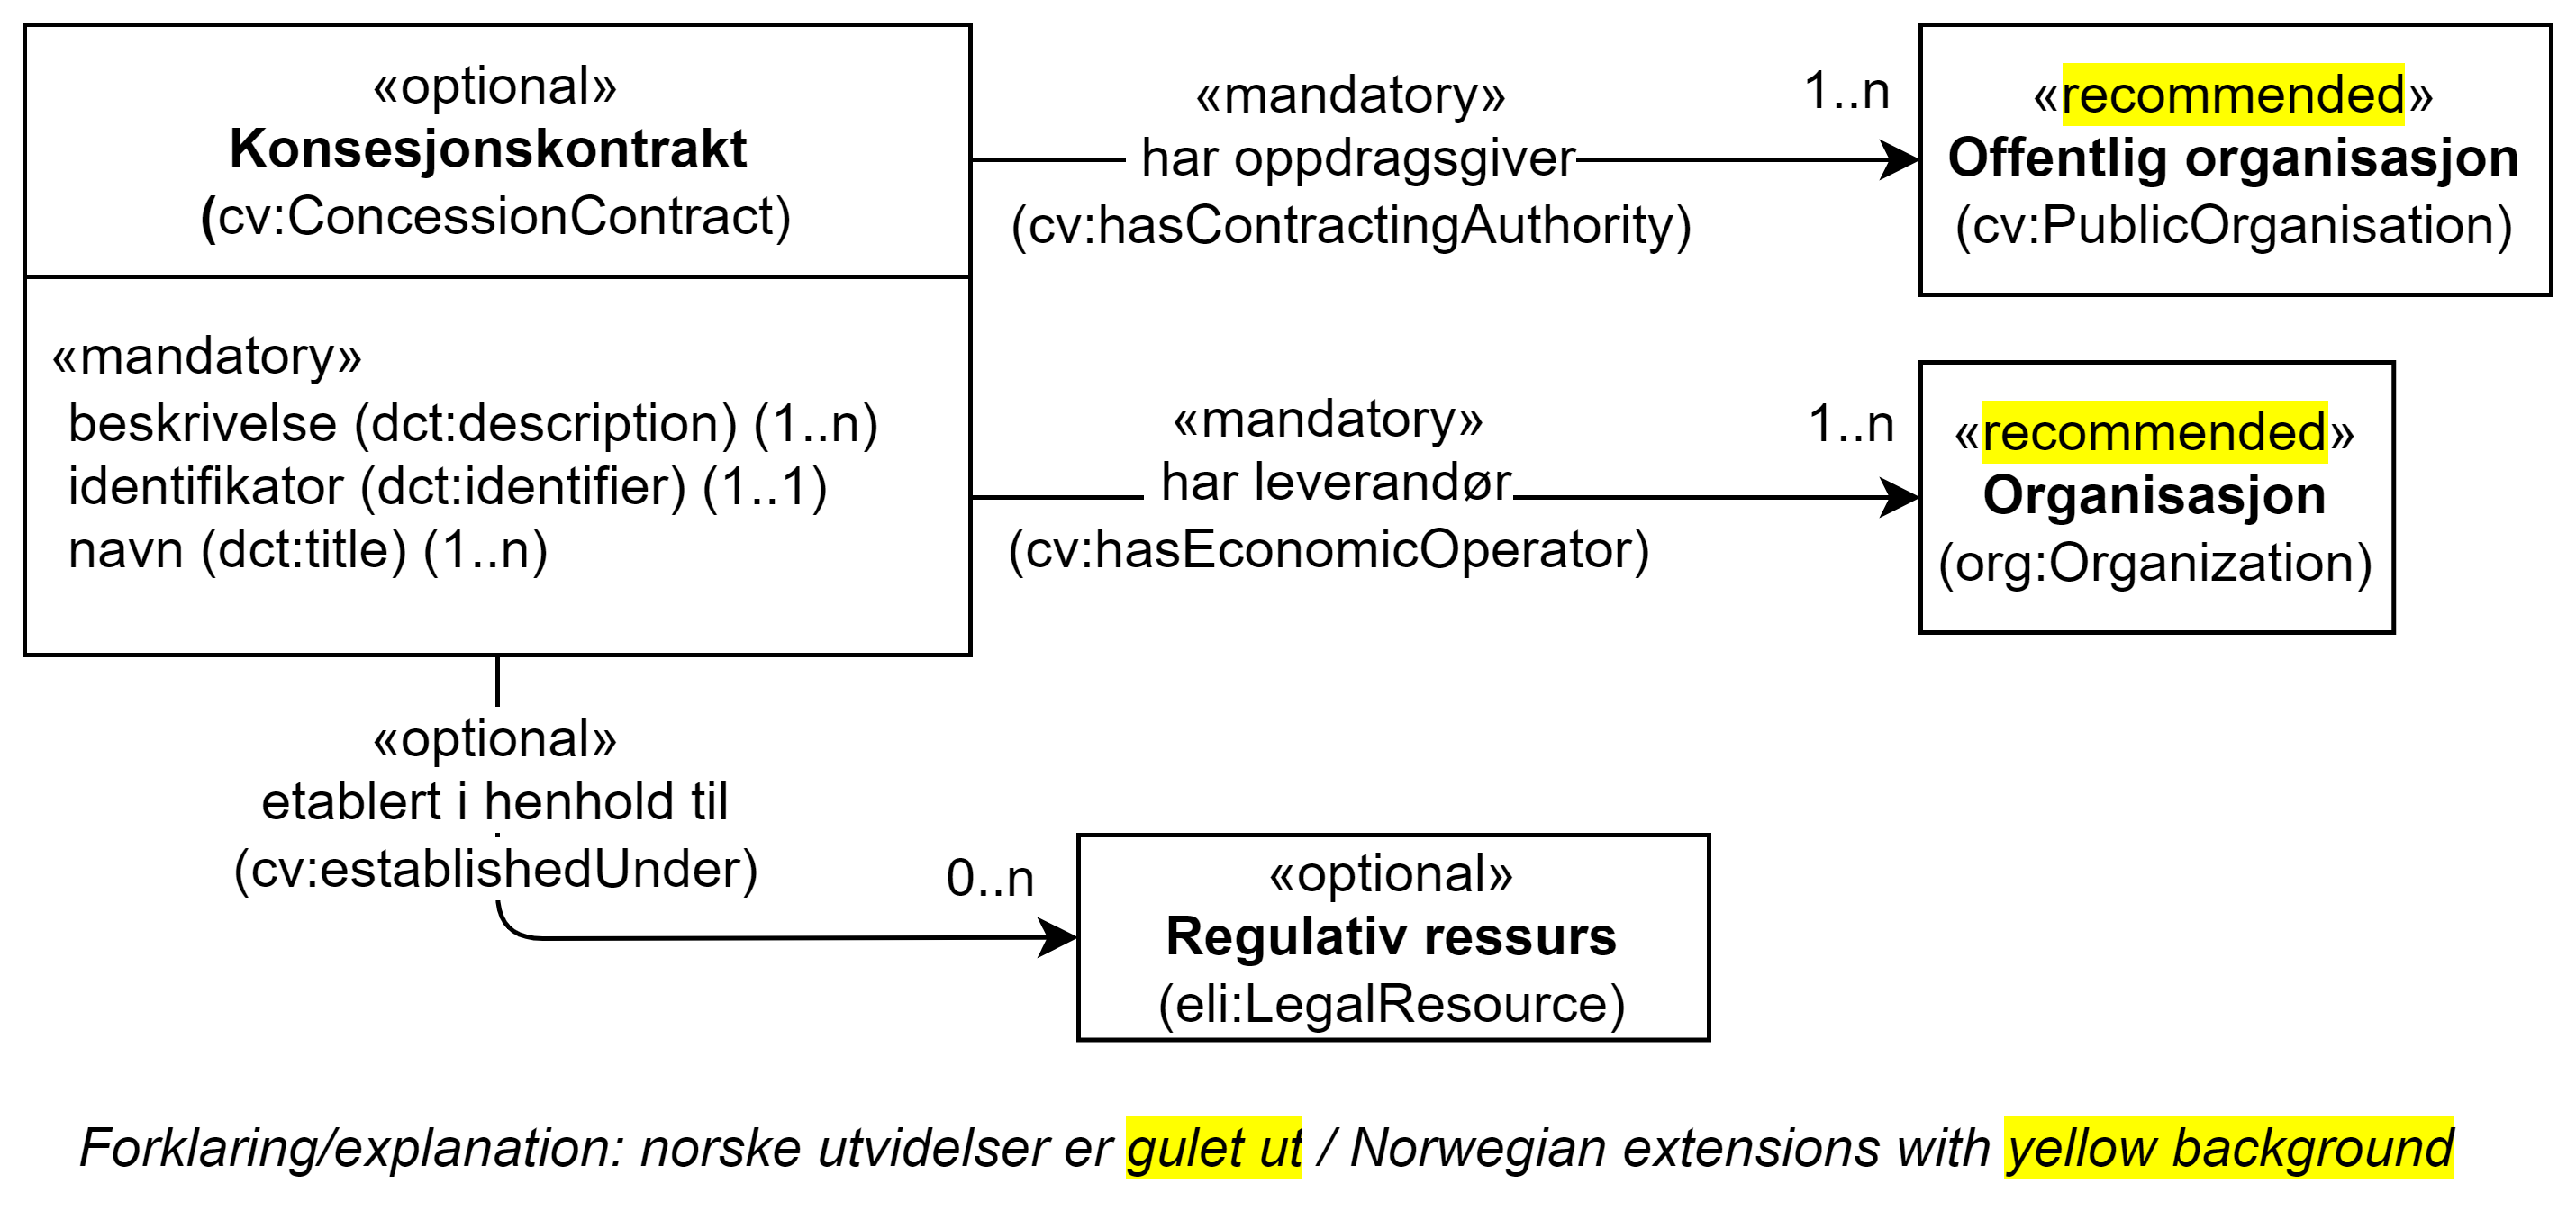 «optional»
Konsesjonskontrakt
(cv:ConcessionContract)
«mandatory»
beskrivelse (dct:description) (1..n)
identifikator (dct:identifier) (1..1)
navn (dct:title) (1..n)
«mandatory»
har oppdragsgiver
(cv:hasContractingAuthority)
1..n
«recommended»
Offentlig organisasjon
(cv:PublicOrganisation)
«mandatory»
har leverandør
(cv:hasEconomicOperator)
1..n
«recommended»
Organisasjon
(org:Organization)
«optional»
etablert i henhold til
(cv:establishedUnder)
0..n
«optional»
Regulativ ressurs
(eli:LegalResource)
Forklaring/explanation: norske utvidelser er gulet ut / Norwegian extensions with yellow background